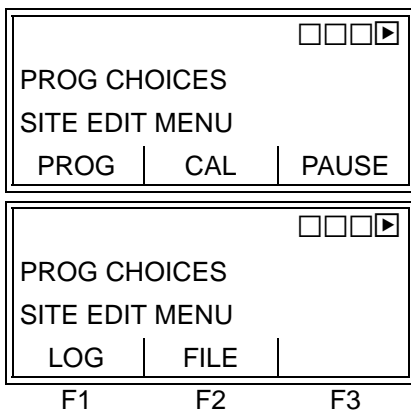 PROG CHOICES
SITE EDIT MENU
PROG CAL PAUSE
PROG CHOICES
SITE EDIT MENU
LOG FILE
F1 F2 F3